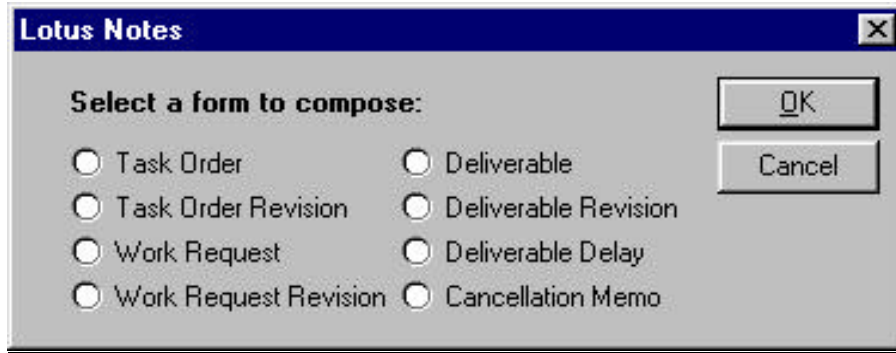 Lotus Notes
Select a form to compose:
OK
Cancel
Task Order
Task Order Revision
Work Request
Work Request Revision
Deliverable
Deliverable Revision
Deliverable Delay
Cancellation Memo